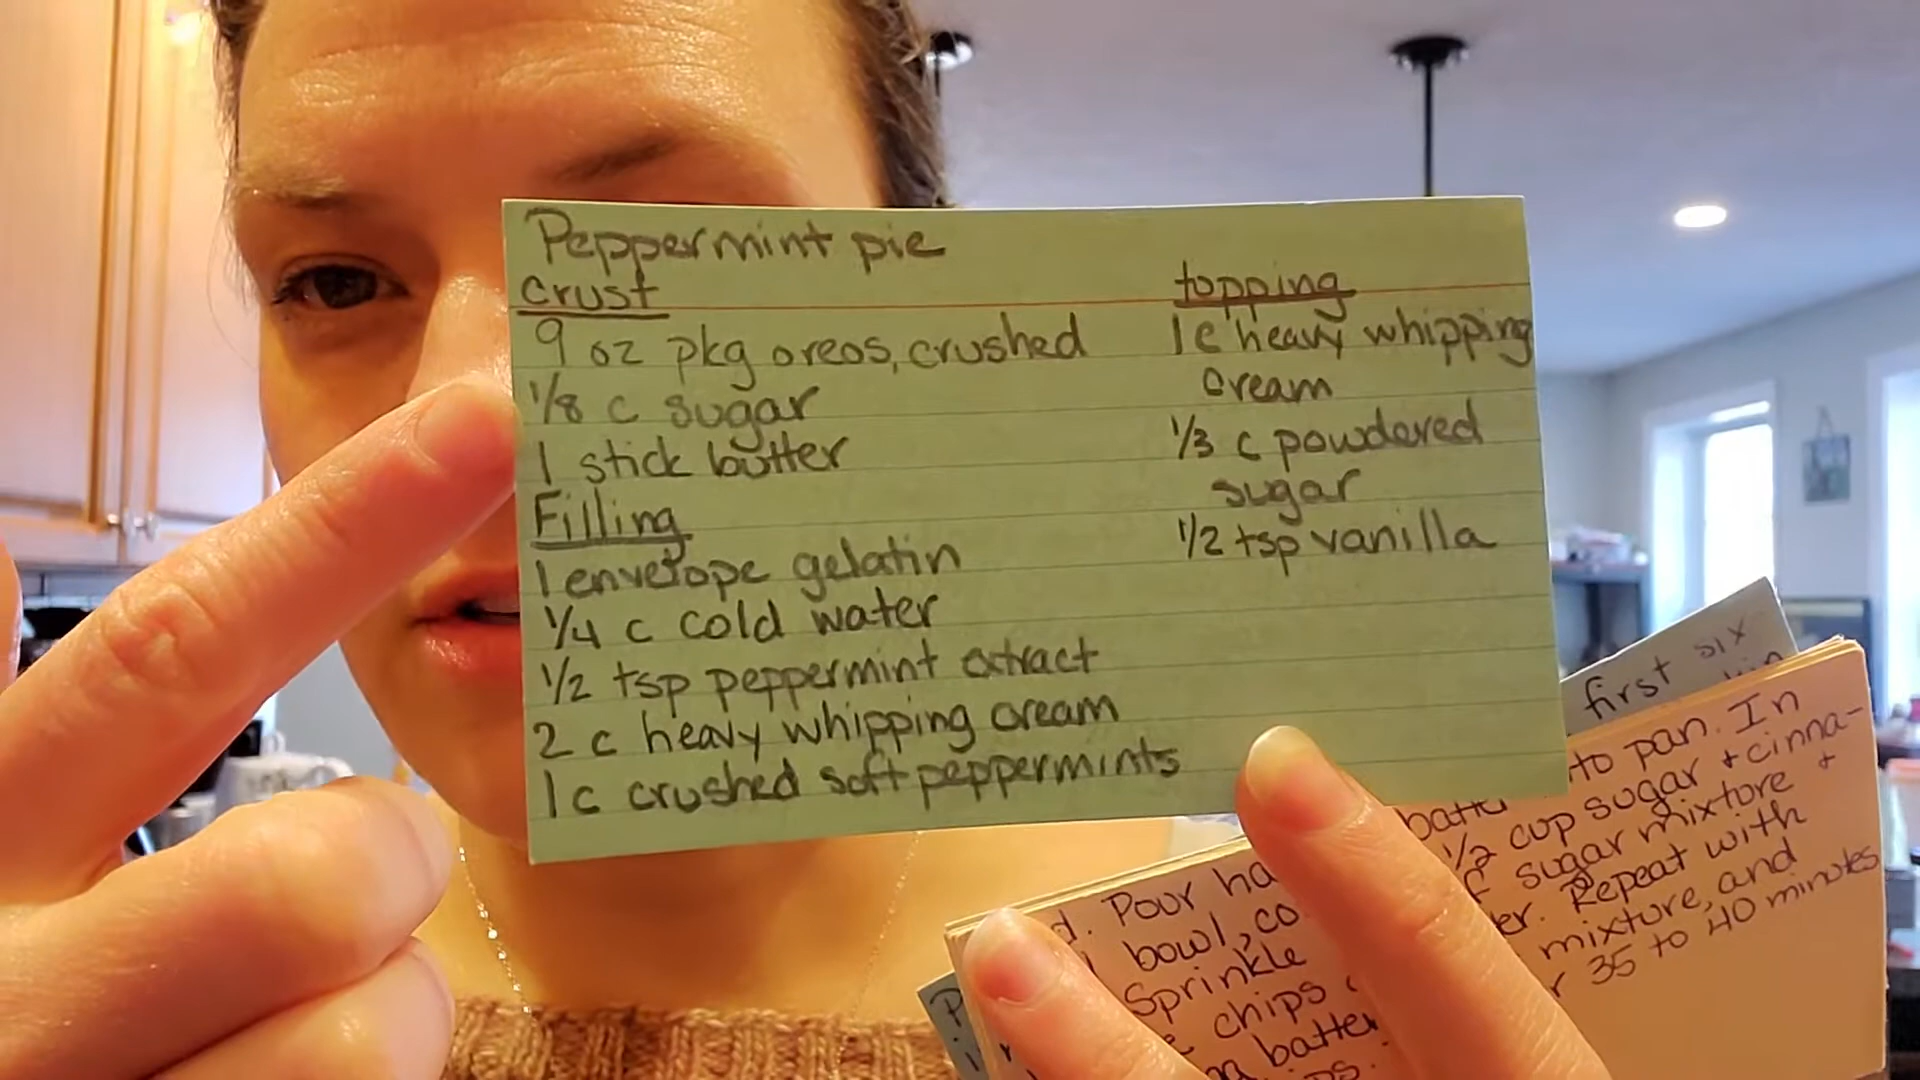 Peppermint pie
crust
9 oz pkg oreos, crushed
1/8 c sugar
1 stick butter
Filling
1 envelope gelatin
1/4 c cold water
1/2 tsp peppermint extract
2 c heavy whipping cream
1 c crushed soft peppermints
topping
1 c heavy whipping
cream
1/3 c powdered
sugar
1/2 tsp vanilla
first six
to pan. In
1/2 cup sugar + cinna-
sugar mixture +
Repeat with
mixture, and
35 to 40 minutes
Pour
bowl, co
Sprinkle
chips
batter